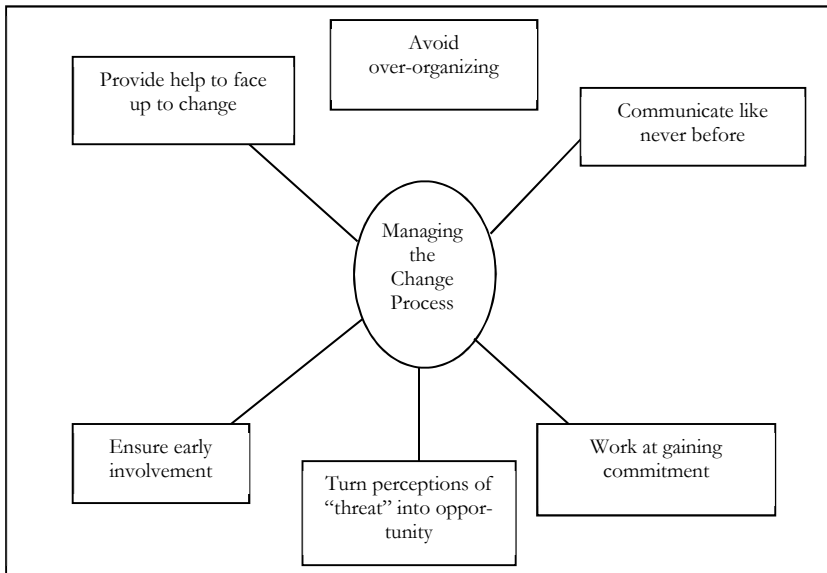 Avoid
over-organizing
Provide help to face
up to change
Communicate like
never before
Managing
the
Change
Process
Ensure early
involvement
Work at gaining
commitment
Turn perceptions of
“threat” into oppor-
tunity